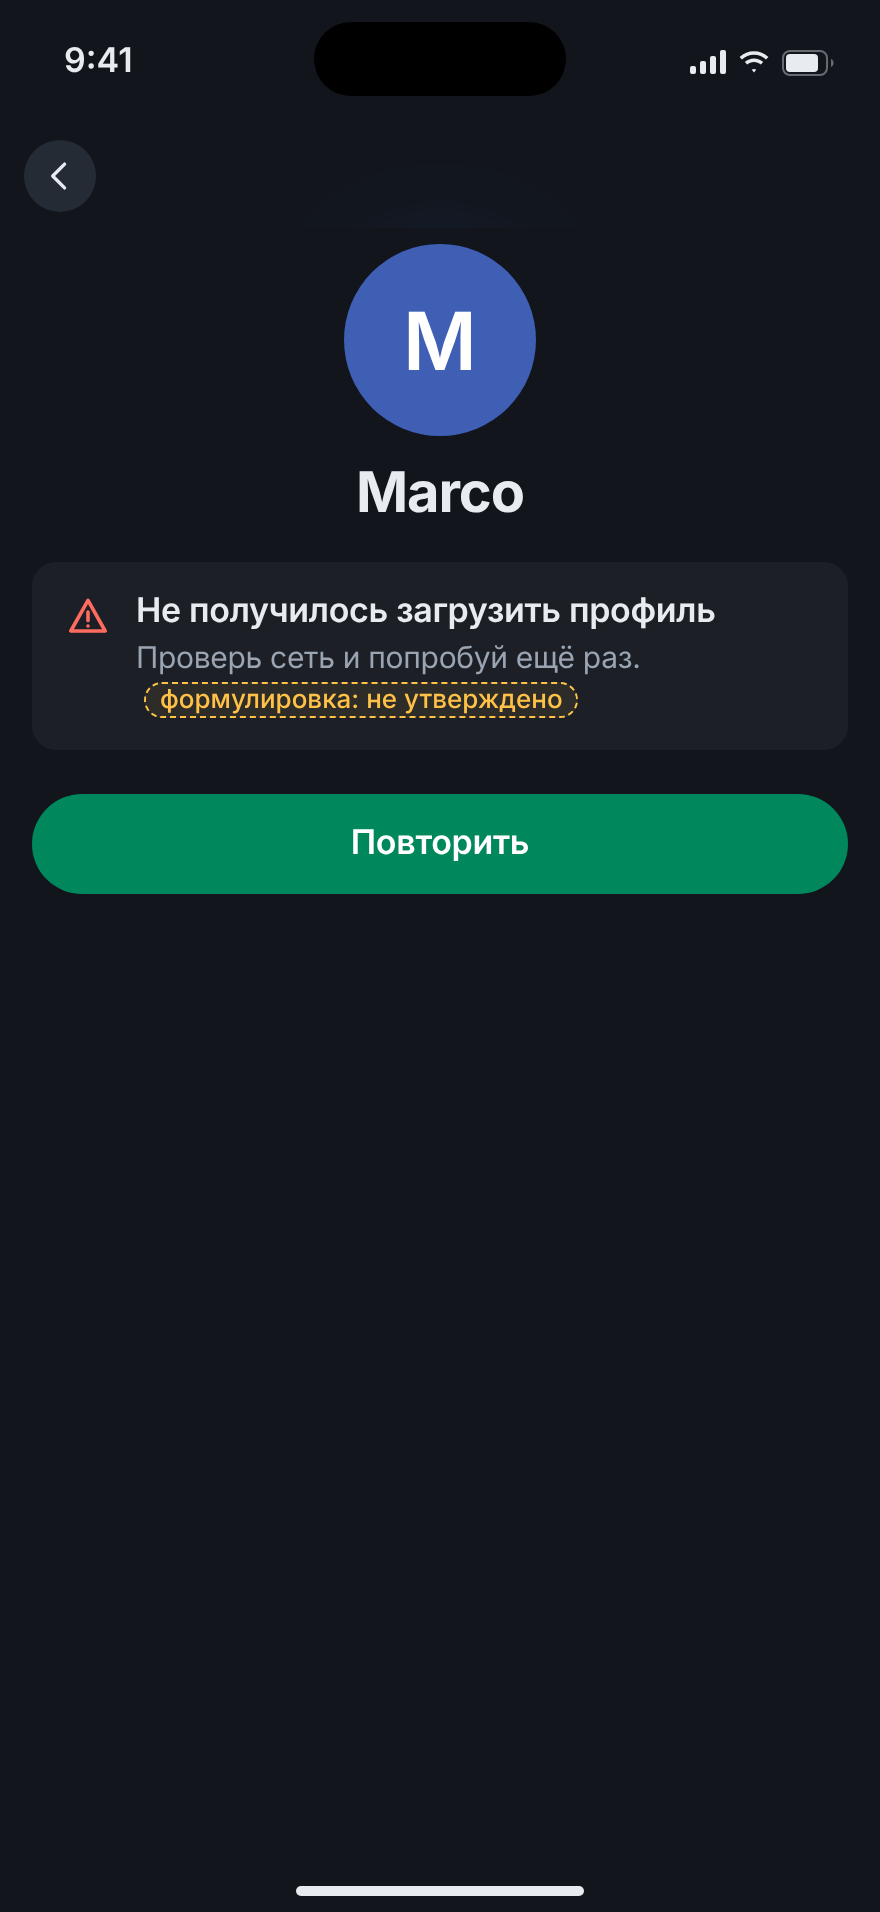 9:41
M
Marco
Не получилось загрузить профиль
Проверь сеть и попробуй ещё раз.
формулировка: не утверждено
Повторить